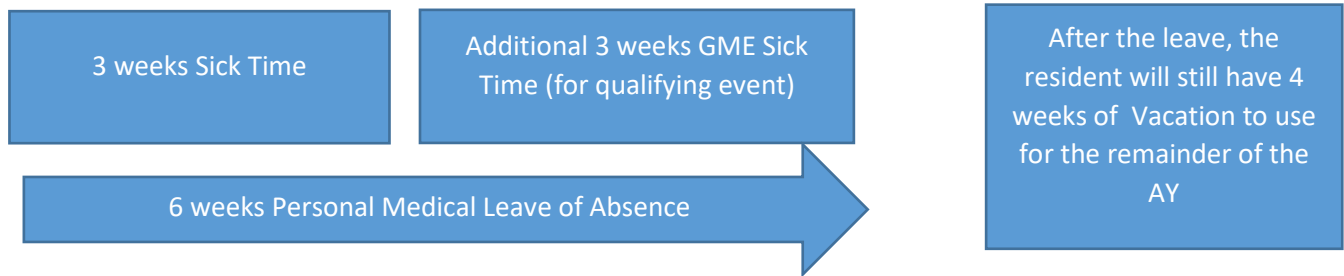 3 weeks Sick Time
Additional 3 weeks GME Sick
Time (for qualifying event)
6 weeks Personal Medical Leave of Absence
After the leave, the
resident will still have 4
weeks of  Vacation to use
for the remainder of the
AY